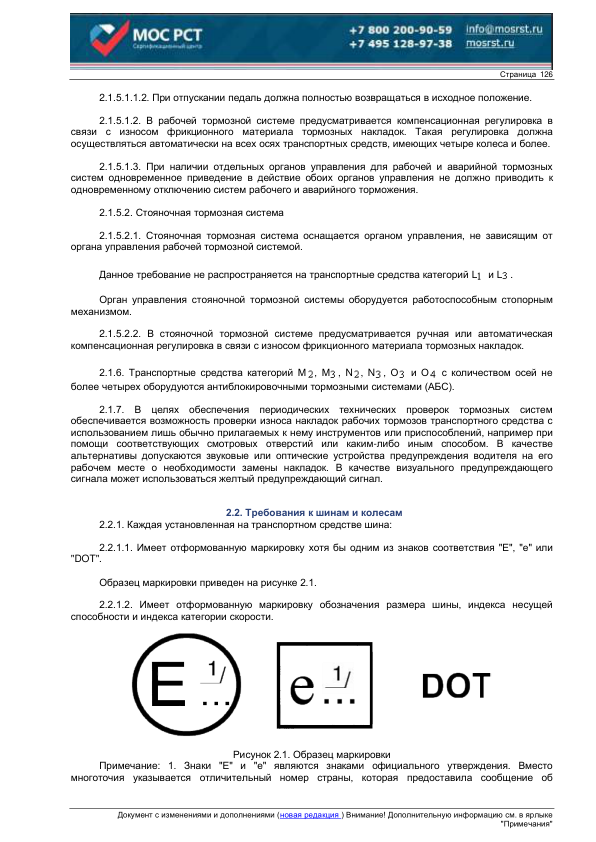 МОС РСТ
Сертификационный центр
+7 800 200-90-59 info@mosrst.ru
+7 495 128-97-38 mosrst.ru
Страница 126
2.1.5.1.1.2. При отпускании педаль должна полностью возвращаться в исходное положение.
2.1.5.1.2. В рабочей тормозной системе предусматривается компенсационная регулировка в
связи с износом фрикционного материала тормозных накладок. Такая регулировка должна
осуществляться автоматически на всех осях транспортных средств, имеющих четыре колеса и более.
2.1.5.1.3. При наличии отдельных органов управления для рабочей и аварийной тормозных
систем одновременное приведение в действие обоих органов управления не должно приводить к
одновременному отключению систем рабочего и аварийного торможения.
2.1.5.2. Стояночная тормозная система
2.1.5.2.1. Стояночная тормозная система оснащается органом управления, не зависящим от
органа управления рабочей тормозной системой.
Данное требование не распространяется на транспортные средства категорий L1 и L3 .
Орган управления стояночной тормозной системы оборудуется работоспособным стопорным
механизмом.
2.1.5.2.2. В стояночной тормозной системе предусматривается ручная или автоматическая
компенсационная регулировка в связи с износом фрикционного материала тормозных накладок.
2.1.6. Транспортные средства категорий M2, M3, N2, N3, O3 и O4 с количеством осей не
более четырех оборудуются антиблокировочными тормозными системами (АБС).
2.1.7. В целях обеспечения периодических технических проверок тормозных систем
обеспечивается возможность проверки износа накладок рабочих тормозов транспортного средства с
использованием лишь обычно прилагаемых к нему инструментов или приспособлений, например при
помощи соответствующих смотровых отверстий или каким-либо иным способом. В качестве
альтернативы допускаются звуковые или оптические устройства предупреждения водителя на его
рабочем месте о необходимости замены накладок. В качестве визуального предупреждающего
сигнала может использоваться желтый предупреждающий сигнал.
2.2. Требования к шинам и колесам
2.2.1. Каждая установленная на транспортном средстве шина:
2.2.1.1. Имеет отформованную маркировку хотя бы одним из знаков соответствия "E", "e" или
"DOT".
Образец маркировки приведен на рисунке 2.1.
2.2.1.2. Имеет отформованную маркировку обозначения размера шины, индекса несущей
способности и индекса категории скорости.
E 1/... e 1/... DOT
Рисунок 2.1. Образец маркировки
Примечание: 1. Знаки "E" и "e" являются знаками официального утверждения. Вместо
многоточия указывается отличительный номер страны, которая предоставила сообщение об
Документ с изменениями и дополнениями (новая редакция ) Внимание! Дополнительную информацию см. в ярлыке
"Примечания"